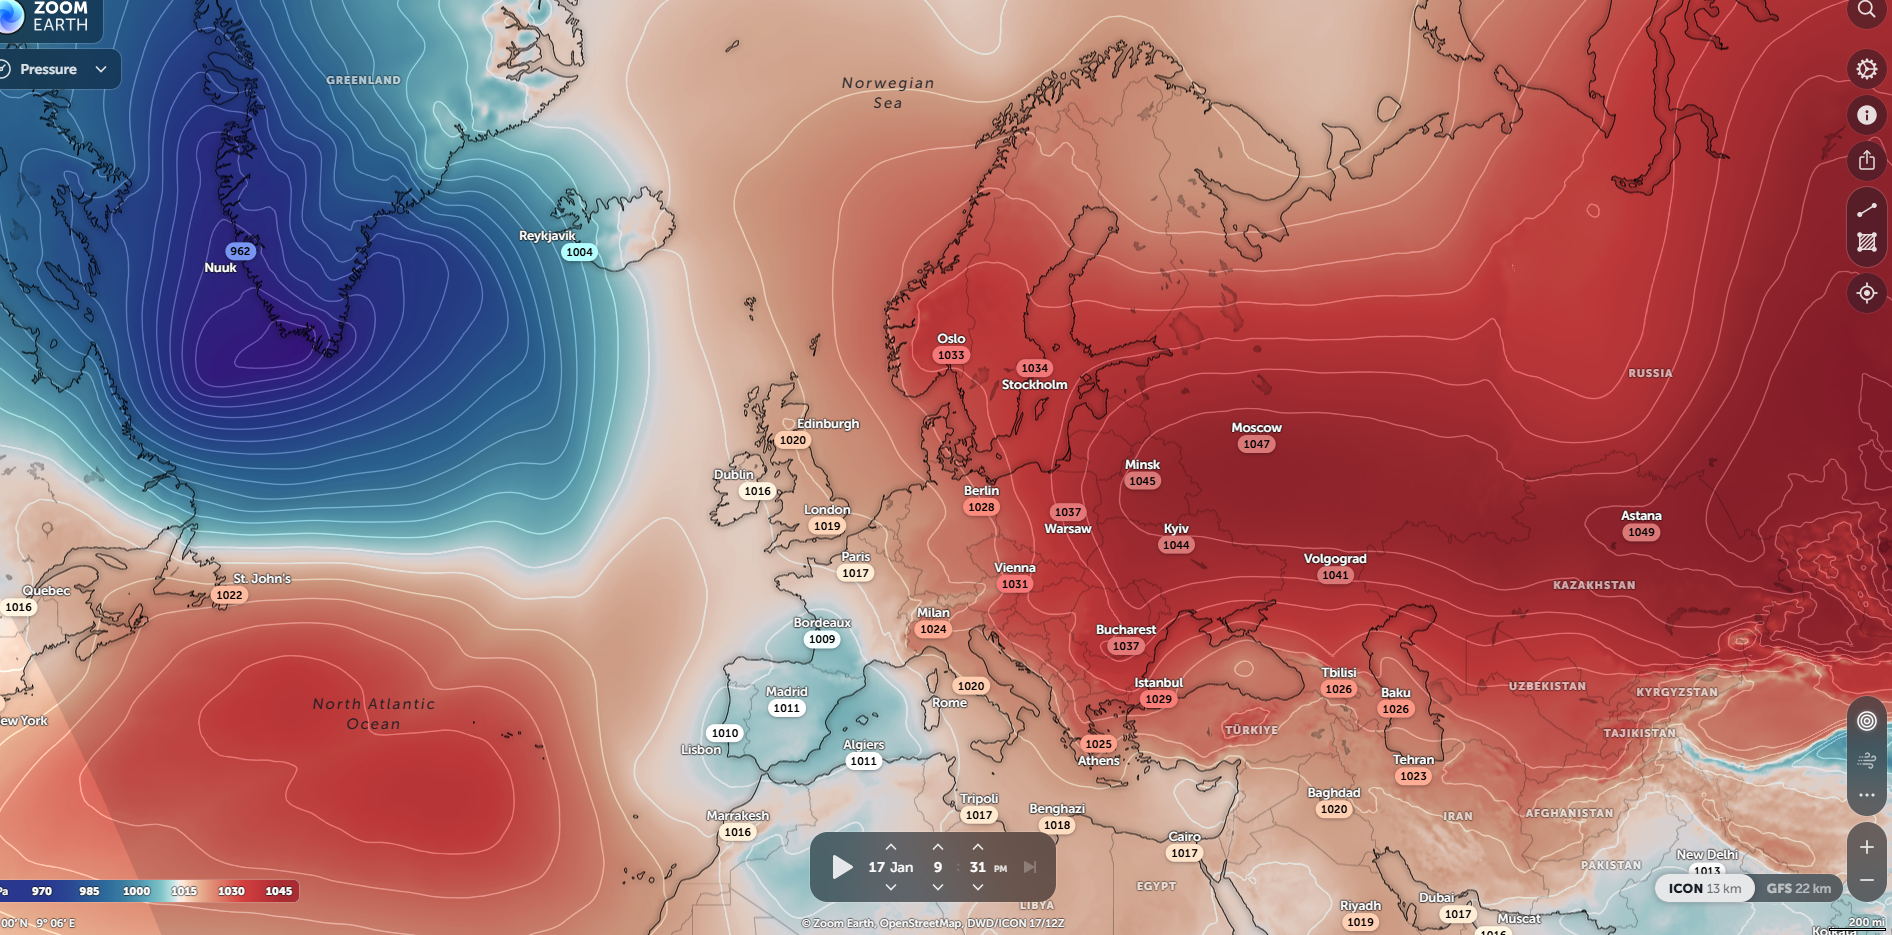 ZOOM
EARTH
Pressure
GREENLAND
Norwegian
Sea
Reykjavik
1004
962
Nuuk
Oslo
1033
1034
Stockholm
RUSSIA
Edinburgh
1020
Moscow
1047
Dublin
1016
Minsk
1045
Berlin
1028
London
1019
1037
Warsaw
Kyiv
1044
Astana
1049
Paris
1017
Vienna
1031
Volgograd
1041
KAZAKHSTAN
St. John's
1022
Quebec
1016
Milan
1024
Bordeaux
1009
Bucharest
1037
North Atlantic
Ocean
Madrid
1011
1020
Rome
Istanbul
1029
Tbilisi
1026
Baku
1026
UZBEKISTAN
KYRGYZSTAN
ew York
1010
Lisbon
Algiers
1011
1025
Athens
TÜRKIYE
TAJIKISTAN
Tehran
1023
Marrakesh
1016
Tripoli
1017
Benghazi
1018
Baghdad
1020
IRAN
AFGHANISTAN
Cairo
1017
PAKISTAN
New Delhi
1013
17 Jan 9 : 31 PM
EGYPT
LIBYA
ICON 13 km GFS 22 km
Pa 970 985 1000 1015 1030 1045
Riyadh
1019
Dubai
1017
Muscat
1016
00' N 9° 06' E
© Zoom Earth, OpenStreetMap, DWD/ICON 17/12Z
200 mi
Kolkata